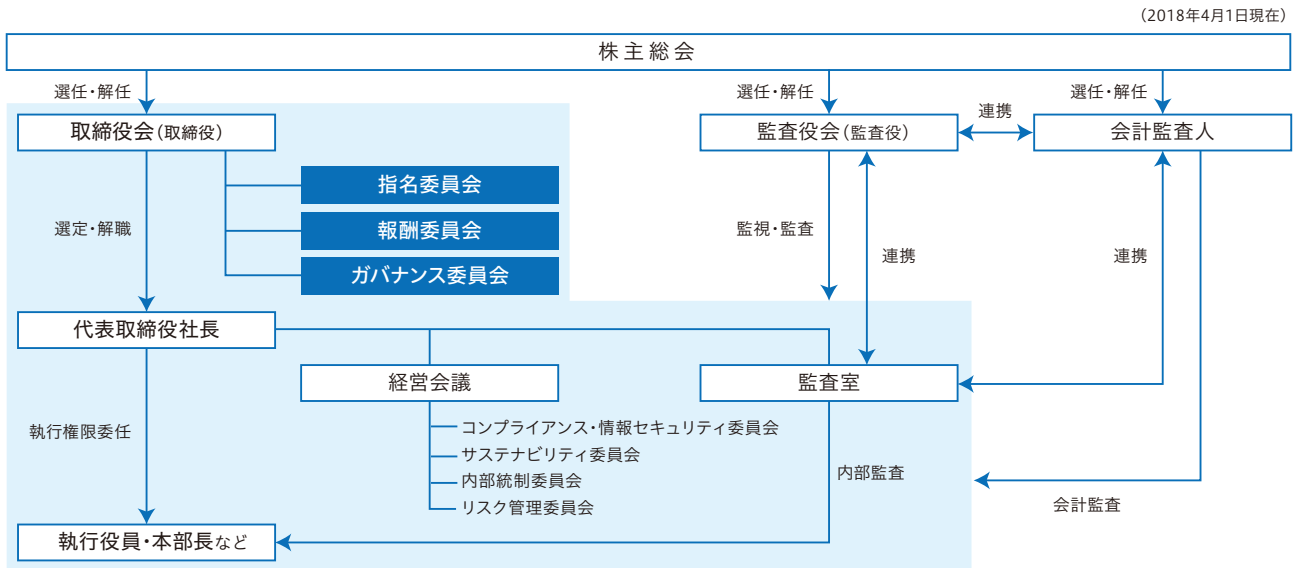 （2018年4月1日現在）
株主総会
選任・解任
選任・解任
選任・解任
取締役会（取締役）
監査役会（監査役）
連携
会計監査人
指名委員会
報酬委員会
ガバナンス委員会
選定・解職
監視・監査
連携
連携
代表取締役社長
経営会議
監査室
執行権限委任
コンプライアンス・情報セキュリティ委員会
サステナビリティ委員会
内部統制委員会
リスク管理委員会
内部監査
会計監査
執行役員・本部長など